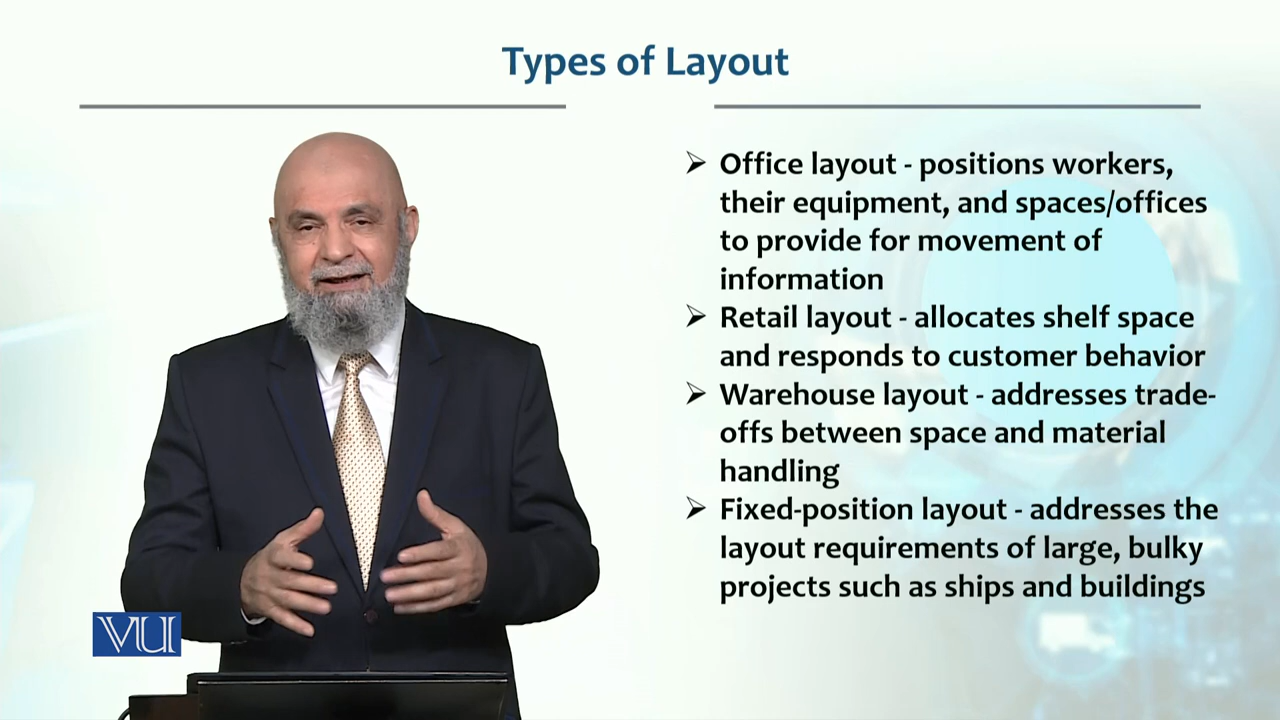 Types of Layout
➢ Office layout - positions workers,
their equipment, and spaces/offices
to provide for movement of
information
➢ Retail layout - allocates shelf space
and responds to customer behavior
➢ Warehouse layout - addresses trade-
offs between space and material
handling
➢ Fixed-position layout - addresses the
layout requirements of large, bulky
projects such as ships and buildings
VU